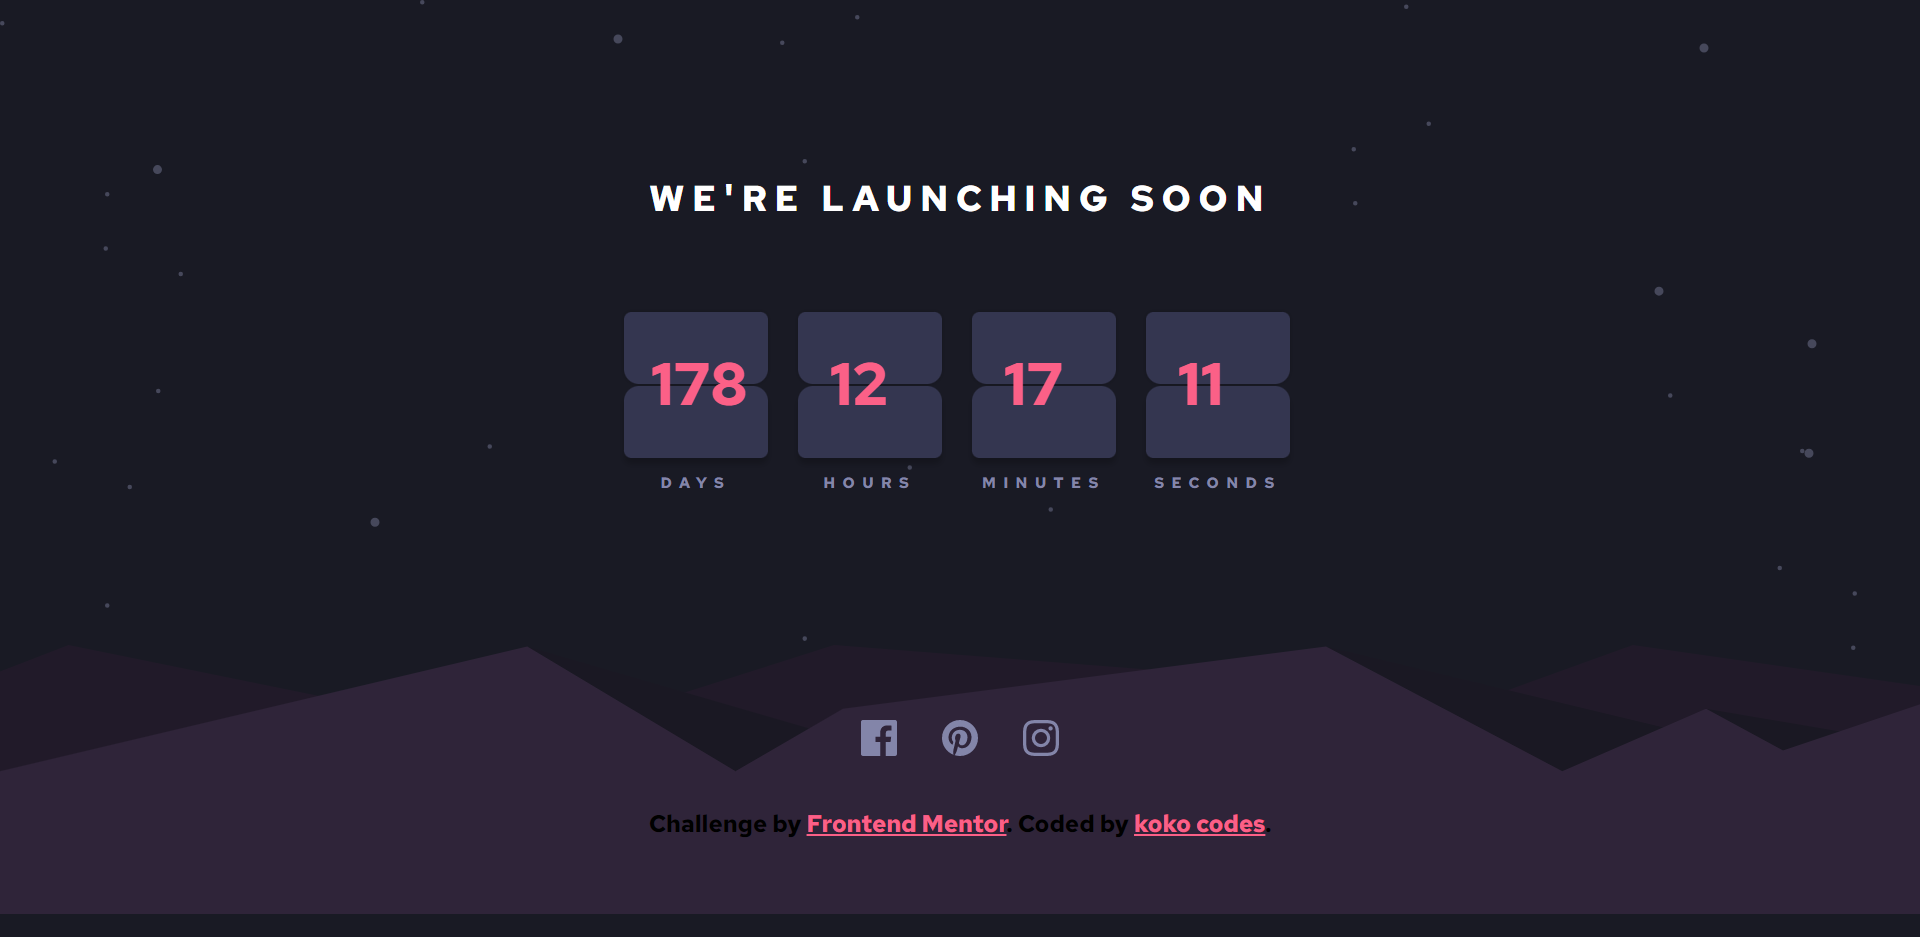 WE'RE LAUNCHING SOON
178 12 17 11
DAYS HOURS MINUTES SECONDS
Challenge by Frontend Mentor. Coded by koko codes.